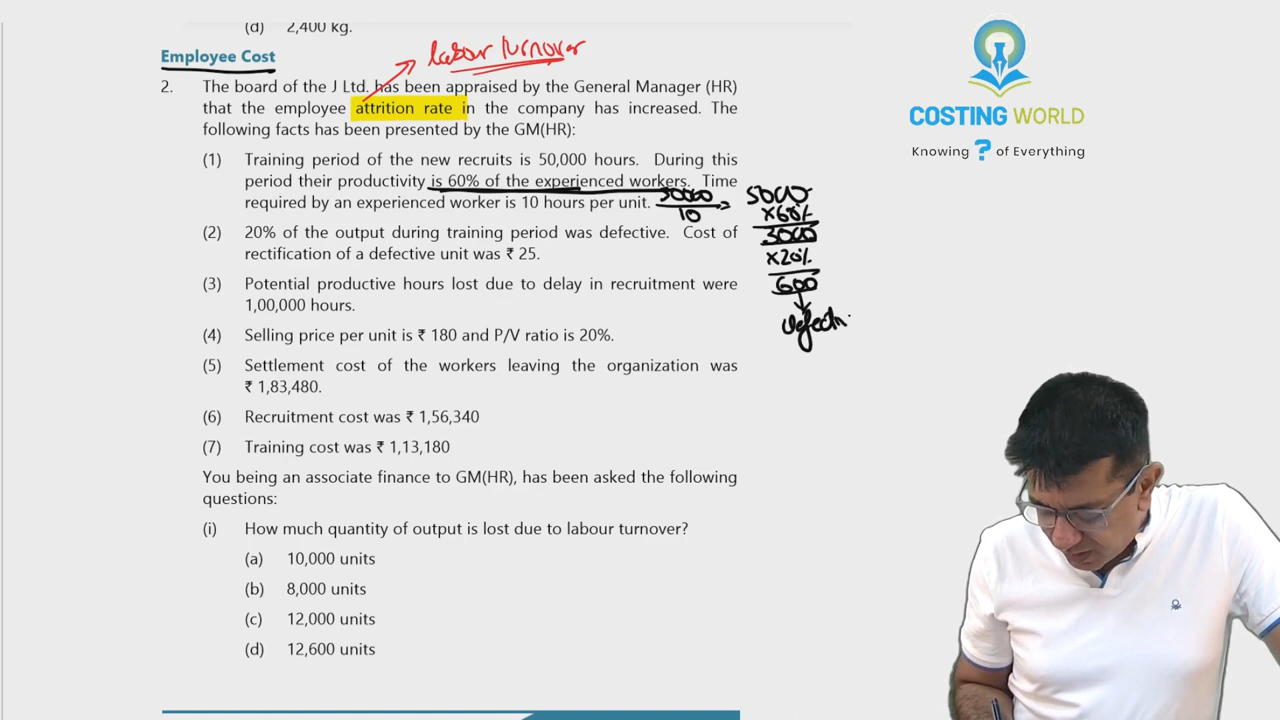 (d) 2,400 kg.
Employee Cost
labour turnover
2. The board of the J Ltd. has been appraised by the General Manager (HR)
that the employee attrition rate in the company has increased. The
following facts has been presented by the GM(HR):
(1) Training period of the new recruits is 50,000 hours. During this
period their productivity is 60% of the experienced workers. Time
required by an experienced worker is 10 hours per unit.
50000
10
=
5000
x60%
3000
x20%
600
(2) 20% of the output during training period was defective. Cost of
rectification of a defective unit was ₹ 25.
(3) Potential productive hours lost due to delay in recruitment were
1,00,000 hours.
(4) Selling price per unit is ₹ 180 and P/V ratio is 20%.
(5) Settlement cost of the workers leaving the organization was
₹ 1,83,480.
(6) Recruitment cost was ₹ 1,56,340
(7) Training cost was ₹ 1,13,180
You being an associate finance to GM(HR), has been asked the following
questions:
(i) How much quantity of output is lost due to labour turnover?
(a) 10,000 units
(b) 8,000 units
(c) 12,000 units
(d) 12,600 units
COSTING WORLD
Knowing ? of Everything